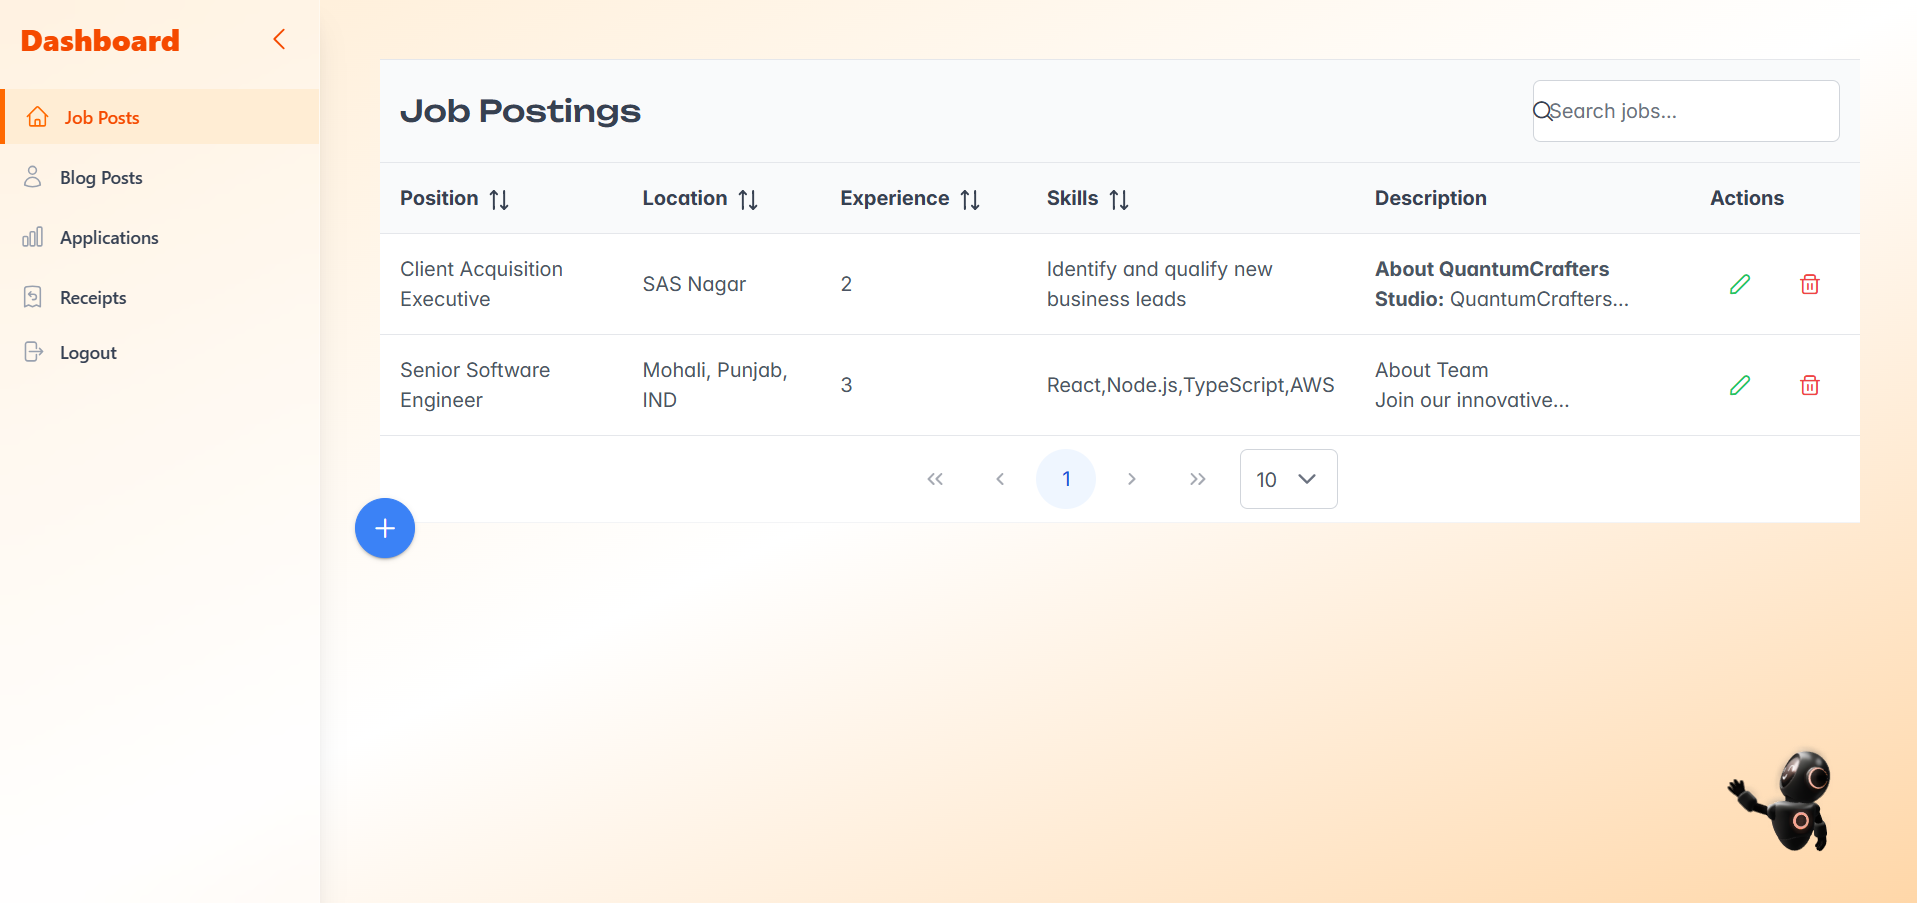 Dashboard
Job Posts
Blog Posts
Applications
Receipts
Logout
Job Postings
Search jobs...
Position Location Experience Skills Description Actions
Client Acquisition
Executive
SAS Nagar
2
Identify and qualify new
business leads
About QuantumCrafters
Studio: QuantumCrafters...
Senior Software
Engineer
Mohali, Punjab,
IND
3
React,Node.js,TypeScript,AWS
About Team
Join our innovative...
1
10